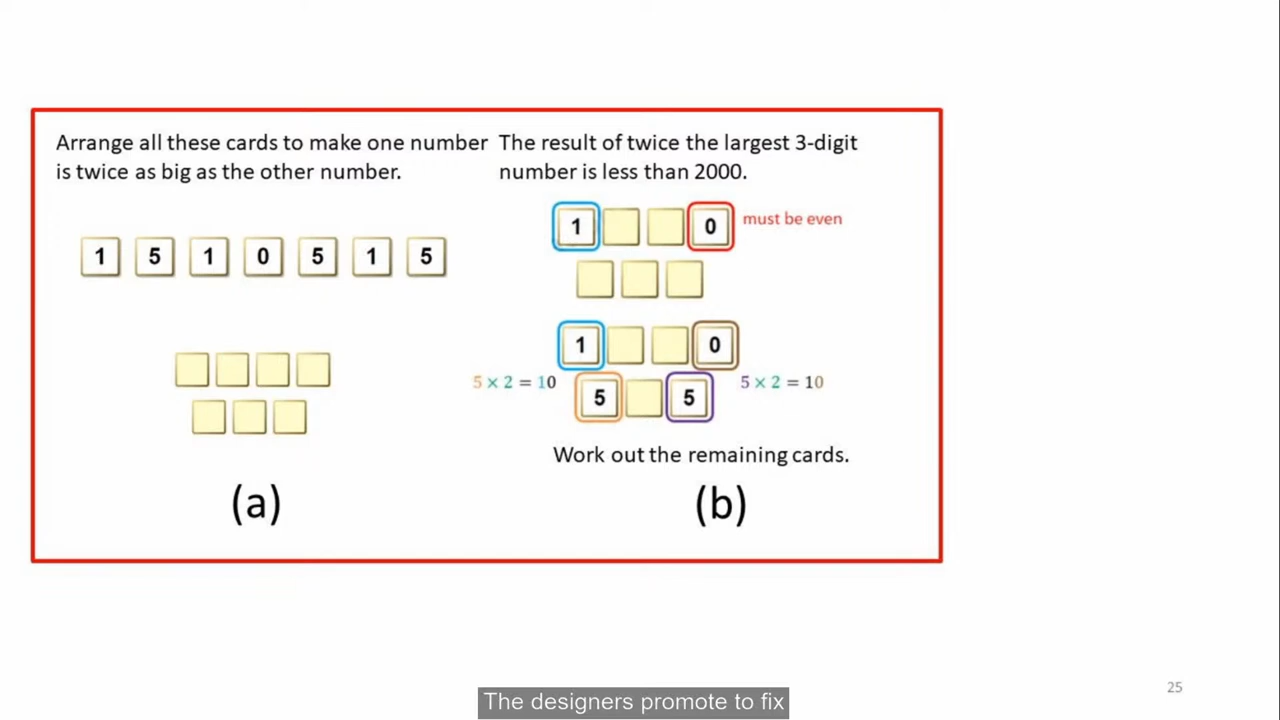 Arrange all these cards to make one number
is twice as big as the other number.
1 5 1 0 5 1 5
(a)
The result of twice the largest 3-digit
number is less than 2000.
1 0 must be even
1 0
5 × 2 = 10 5 5 5 × 2 = 10
Work out the remaining cards.
(b)
25
The designers promote to fix